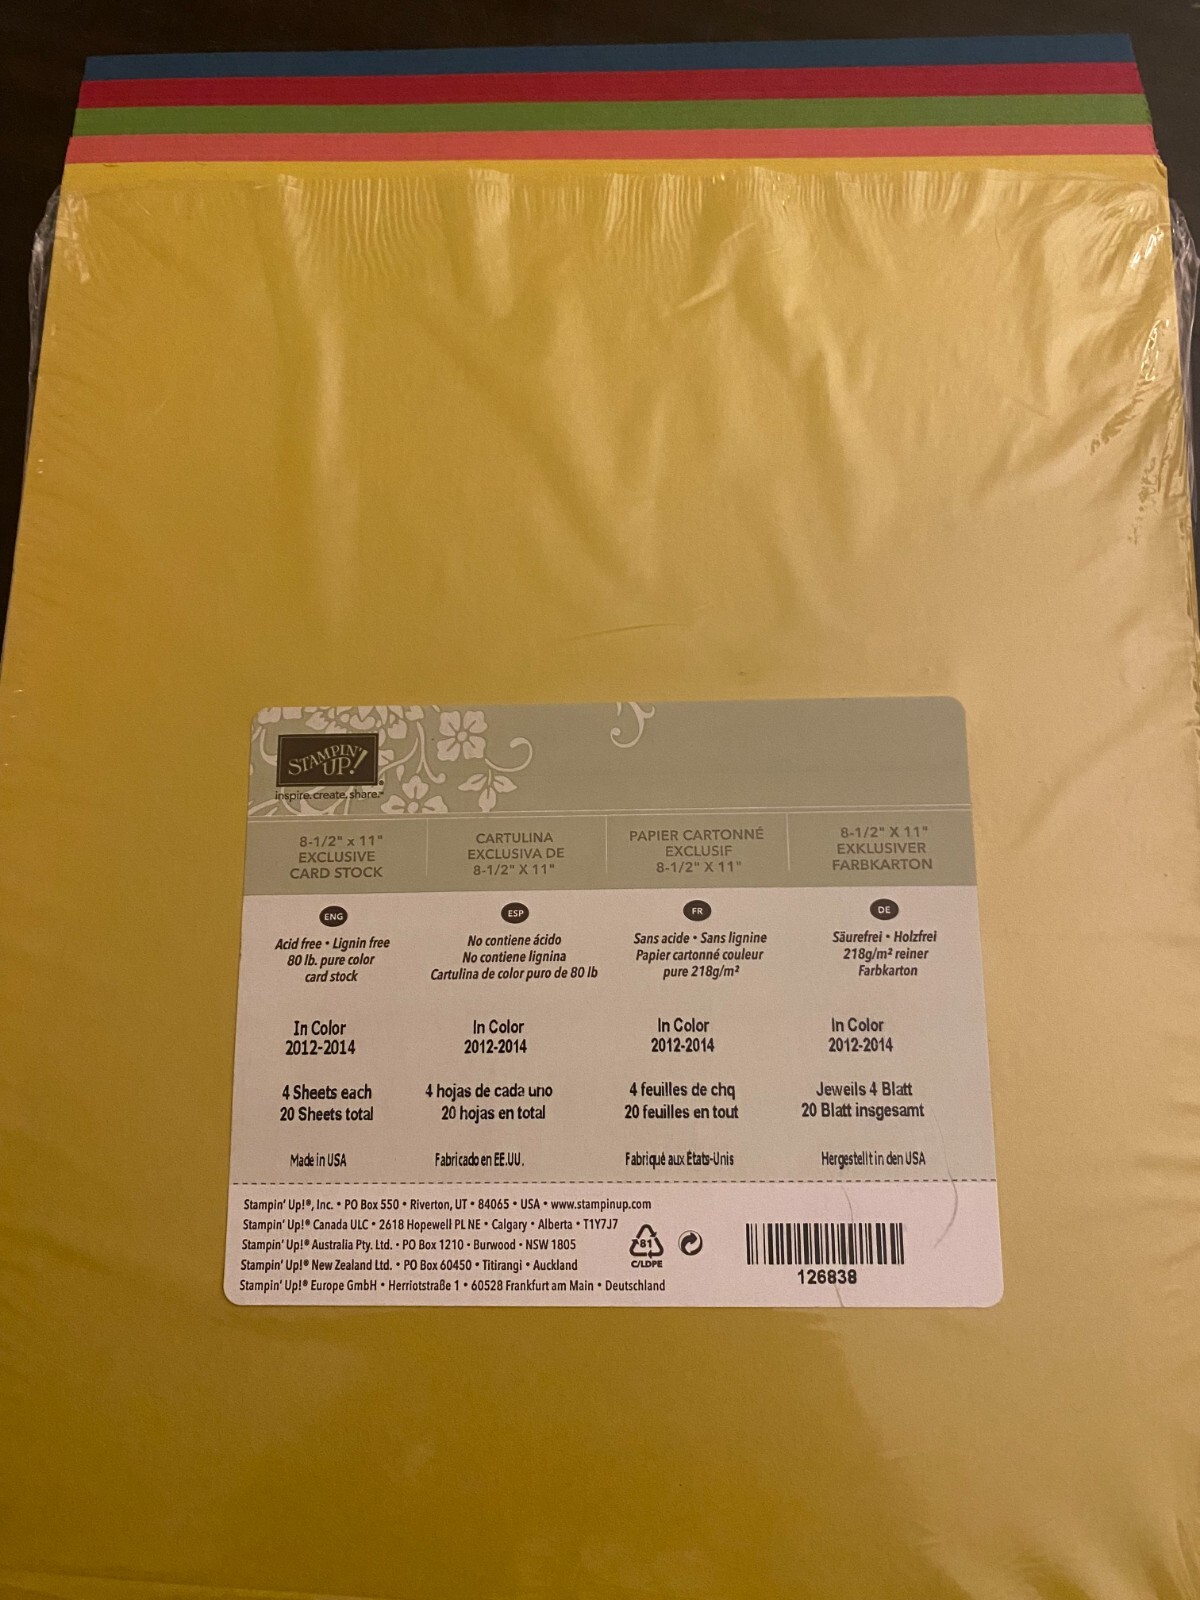 STAMPIN' UP!®
inspire.create.share.™
8-1/2" x 11"
EXCLUSIVE
CARD STOCK
CARTULINA
EXCLUSIVA DE
8-1/2" X 11"
PAPIER CARTONNÉ
EXCLUSIF
8-1/2" X 11"
8-1/2" X 11"
EXKLUSIVER
FARBKARTON
ENG
Acid free • Lignin free
80 lb. pure color
card stock
In Color
2012-2014
4 Sheets each
20 Sheets total
Made in USA
ESP
No contiene ácido
No contiene lignina
Cartulina de color puro de 80 lb
In Color
2012-2014
4 hojas de cada uno
20 hojas en total
Fabricado en EE.UU.
FR
Sans acide • Sans lignine
Papier cartonné couleur
pure 218g/m²
In Color
2012-2014
4 feuilles de chq
20 feuilles en tout
Fabriqué aux États-Unis
DE
Säurefrei • Holzfrei
218g/m² reiner
Farbkarton
In Color
2012-2014
Jeweils 4 Blatt
20 Blatt insgesamt
Hergestellt in den USA
Stampin' Up!®, Inc. • PO Box 550 • Riverton, UT • 84065 • USA • www.stampinup.com
Stampin' Up!® Canada ULC • 2618 Hopewell PL NE • Calgary • Alberta • T1Y7J7
Stampin' Up!® Australia Pty. Ltd. • PO Box 1210 • Burwood • NSW 1805
Stampin' Up!® New Zealand Ltd. • PO Box 60450 • Titirangi • Auckland
Stampin' Up!® Europe GmbH • Herriotstraße 1 • 60528 Frankfurt am Main • Deutschland
81
C/LDPE
126838